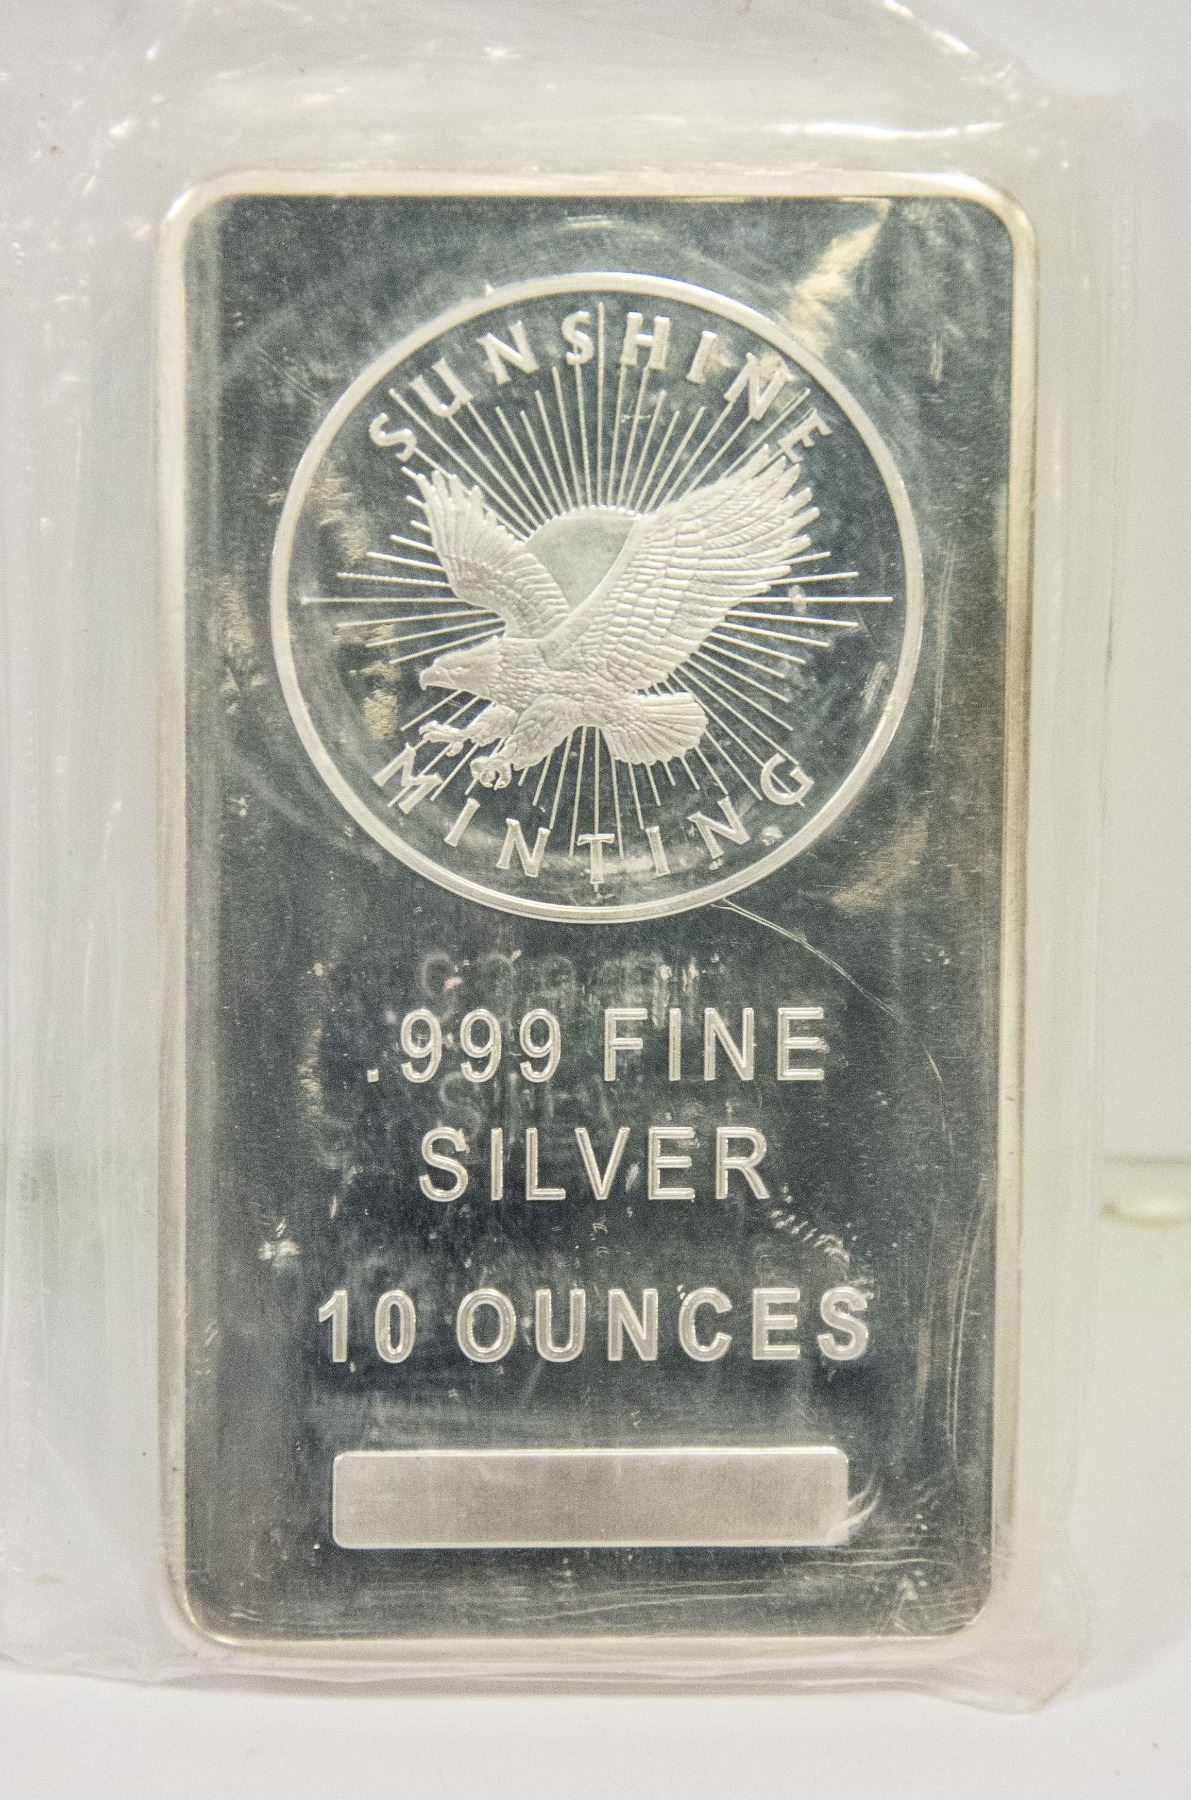 SUNSHINE
MINTING
.999 FINE
SILVER
10 OUNCES